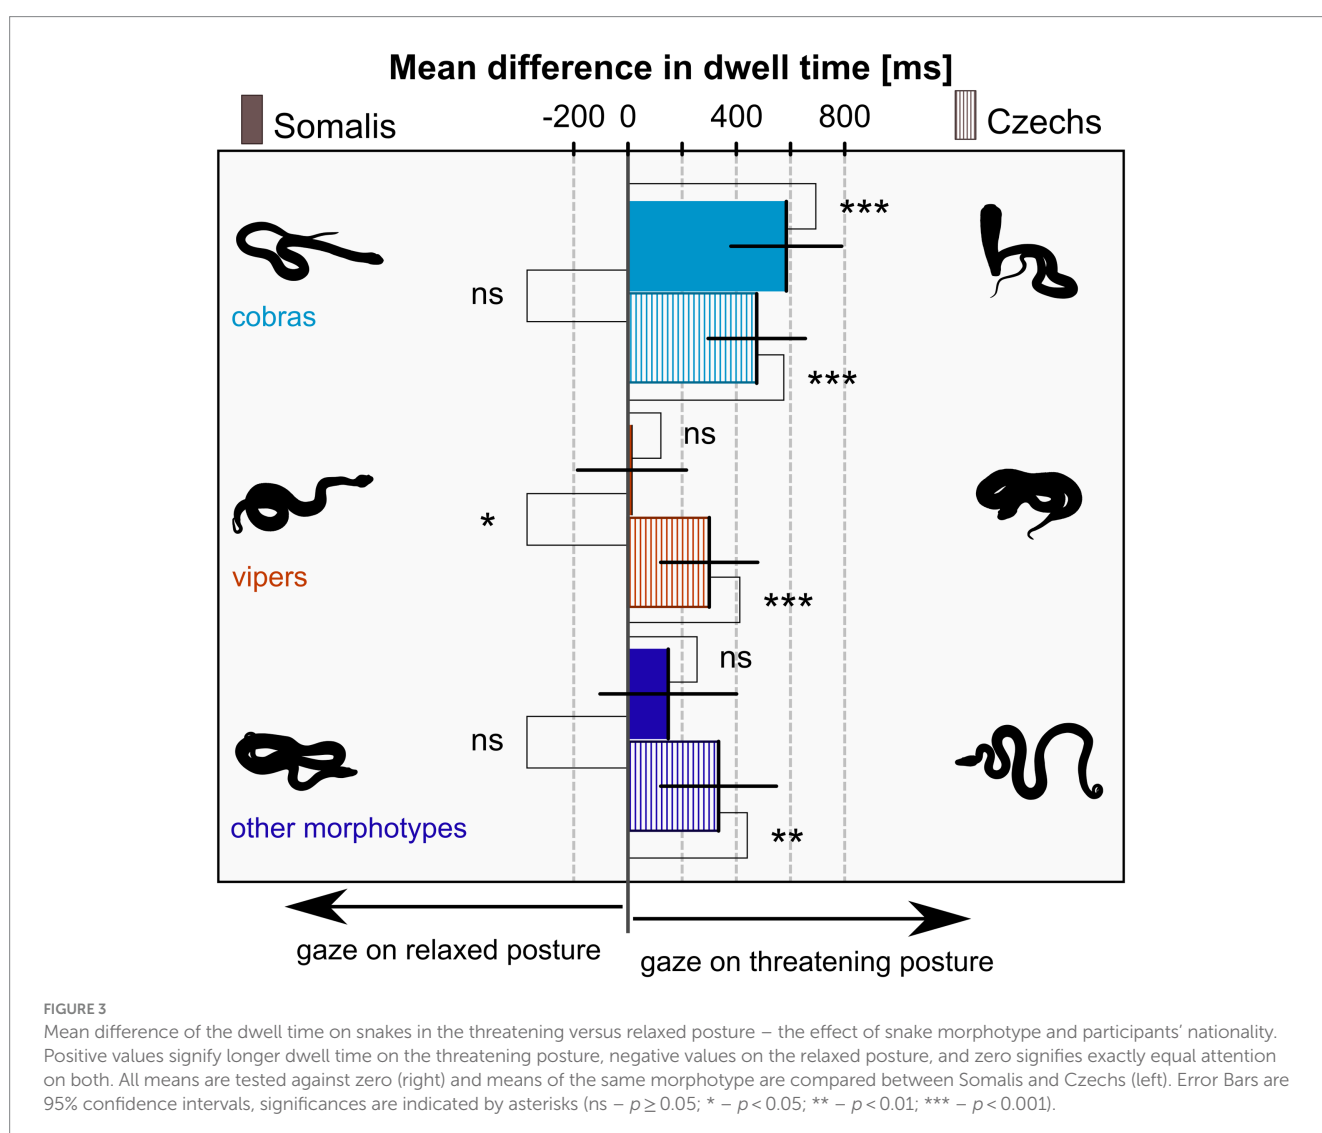 Mean difference in dwell time [ms]
Somalis
-200 0 400 800
Czechs
***
ns
cobras
***
ns
*
vipers
***
ns
ns
other morphotypes
**
gaze on relaxed posture
gaze on threatening posture
FIGURE 3
Mean difference of the dwell time on snakes in the threatening versus relaxed posture – the effect of snake morphotype and participants’ nationality.
Positive values signify longer dwell time on the threatening posture, negative values on the relaxed posture, and zero signifies exactly equal attention
on both. All means are tested against zero (right) and means of the same morphotype are compared between Somalis and Czechs (left). Error Bars are
95% confidence intervals, significances are indicated by asterisks (ns – p ≥ 0.05; * – p < 0.05; ** – p < 0.01; *** – p < 0.001).